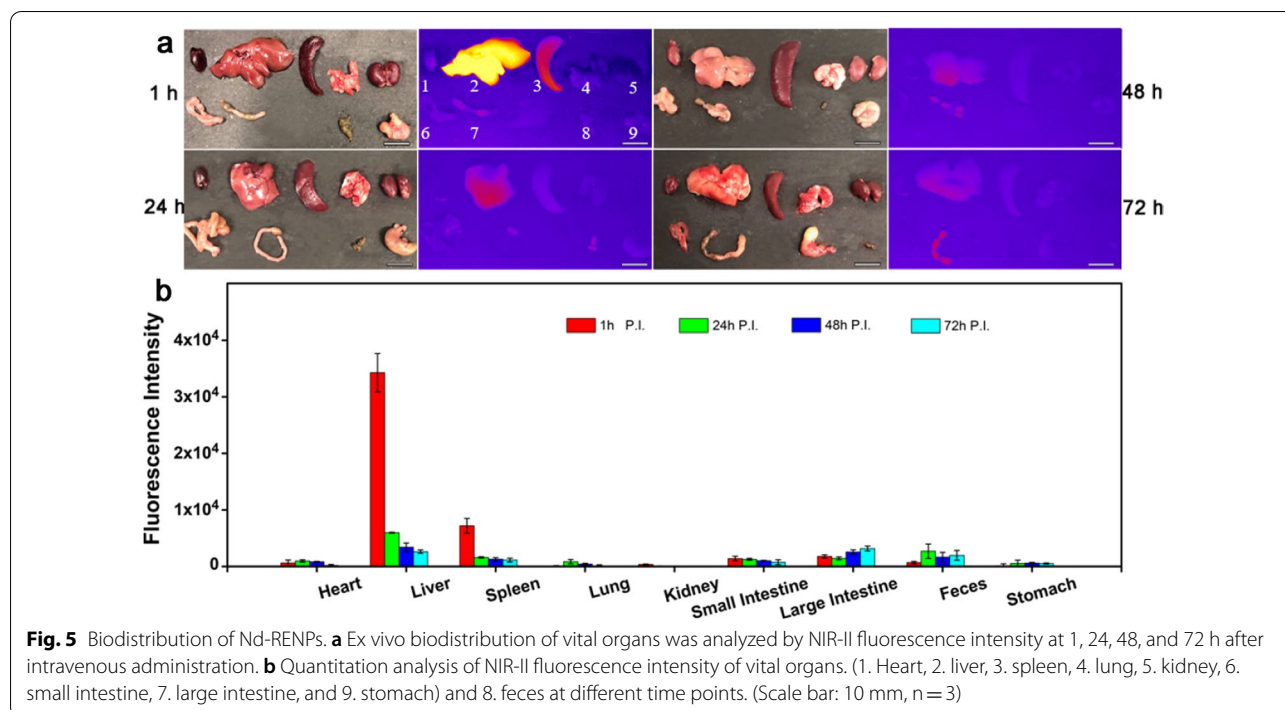 a
1 h
1 2 3 4 5
6 7 8 9
48 h
24 h
72 h
b
Fluorescence Intensity
4x10⁴
3x10⁴
2x10⁴
1x10⁴
0
1h P.I. 24h P.I. 48h P.I. 72h P.I.
Heart Liver Spleen Lung Kidney Small Intestine Large Intestine Feces Stomach
Fig. 5 Biodistribution of Nd-RENPs. a Ex vivo biodistribution of vital organs was analyzed by NIR-II fluorescence intensity at 1, 24, 48, and 72 h after
intravenous administration. b Quantitation analysis of NIR-II fluorescence intensity of vital organs. (1. Heart, 2. liver, 3. spleen, 4. lung, 5. kidney, 6.
small intestine, 7. large intestine, and 9. stomach) and 8. feces at different time points. (Scale bar: 10 mm, n = 3)